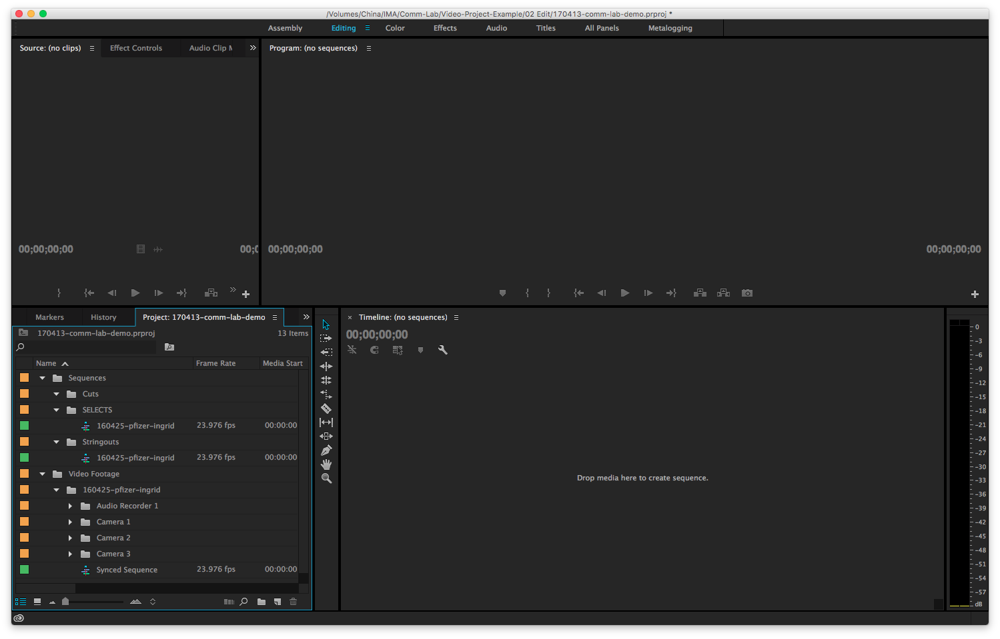 /Volumes/China/IMA/Comm-Lab/Video-Project-Example/02 Edit/170413-comm-lab-demo.prproj *
Assembly Editing Color Effects Audio Titles All Panels Metalogging
Source: (no clips) Effect Controls Audio Clip M
Program: (no sequences)
00;00;00;00 00;0
00;00;00;00 00;00;00;00
Markers History Project: 170413-comm-lab-demo
170413-comm-lab-demo.prproj 13 Items
Name Frame Rate Media Start
Sequences
Cuts
SELECTS
160425-pfizer-ingrid 23.976 fps 00:00:00
Stringouts
160425-pfizer-ingrid 23.976 fps 00:00:00
Video Footage
160425-pfizer-ingrid
Audio Recorder 1
Camera 1
Camera 2
Camera 3
Synced Sequence 23.976 fps 00:00:00
× Timeline: (no sequences)
00;00;00;00
Drop media here to create sequence.
0
-3
-6
-9
-12
-15
-18
-21
-24
-27
-30
-33
-36
-39
-42
-45
-48
-51
-54
-57
dB